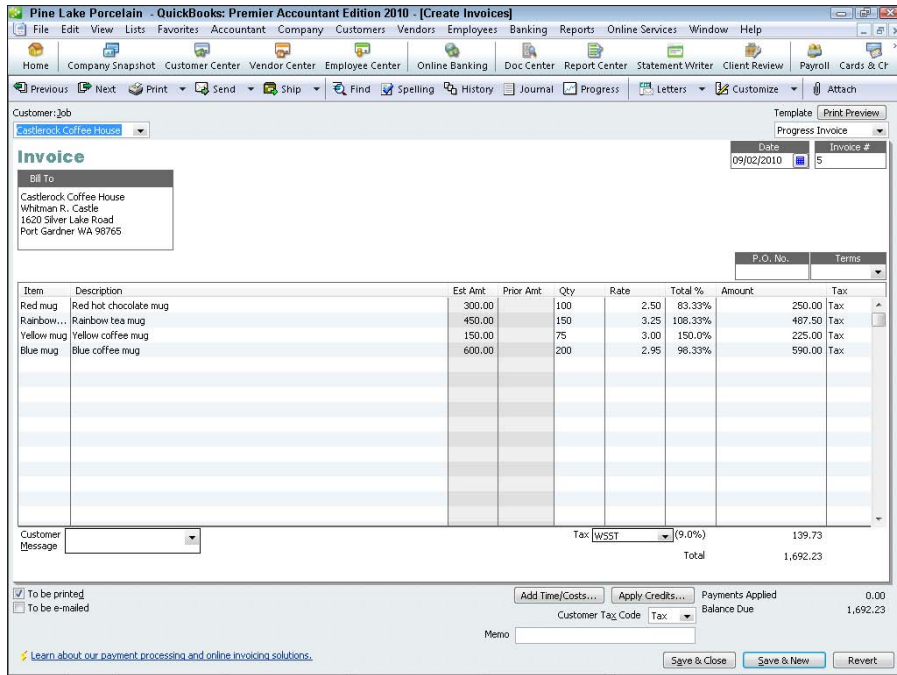 Pine Lake Porcelain - QuickBooks: Premier Accountant Edition 2010 - [Create Invoices]
File Edit View Lists Favorites Accountant Company Customers Vendors Employees Banking Reports Online Services Window Help
Home Company Snapshot Customer Center Vendor Center Employee Center Online Banking Doc Center Report Center Statement Writer Client Review Payroll Cards & Cr
Previous Next Print Send Ship Find Spelling History Journal Progress Letters Customize Attach
Customer:Job Template Print Preview
Castlerock Coffee House Progress Invoice
Invoice Date Invoice #
09/02/2010 5
Bill To
Castlerock Coffee House
Whitman R. Castle
1620 Silver Lake Road
Port Gardner WA 98765
P.O. No. Terms
Item Description Est Amt Prior Amt Qty Rate Total % Amount Tax
Red mug Red hot chocolate mug 300.00 100 2.50 83.33% 250.00 Tax
Rainbow... Rainbow tea mug 450.00 150 3.25 108.33% 487.50 Tax
Yellow mug Yellow coffee mug 150.00 75 3.00 150.0% 225.00 Tax
Blue mug Blue coffee mug 600.00 200 2.95 98.33% 590.00 Tax
Customer Message Tax WSST (9.0%) 139.73
Total 1,692.23
To be printed Add Time/Costs... Apply Credits... Payments Applied 0.00
To be e-mailed Customer Tax Code Tax Balance Due 1,692.23
Memo
Learn about our payment processing and online invoicing solutions. Save & Close Save & New Revert